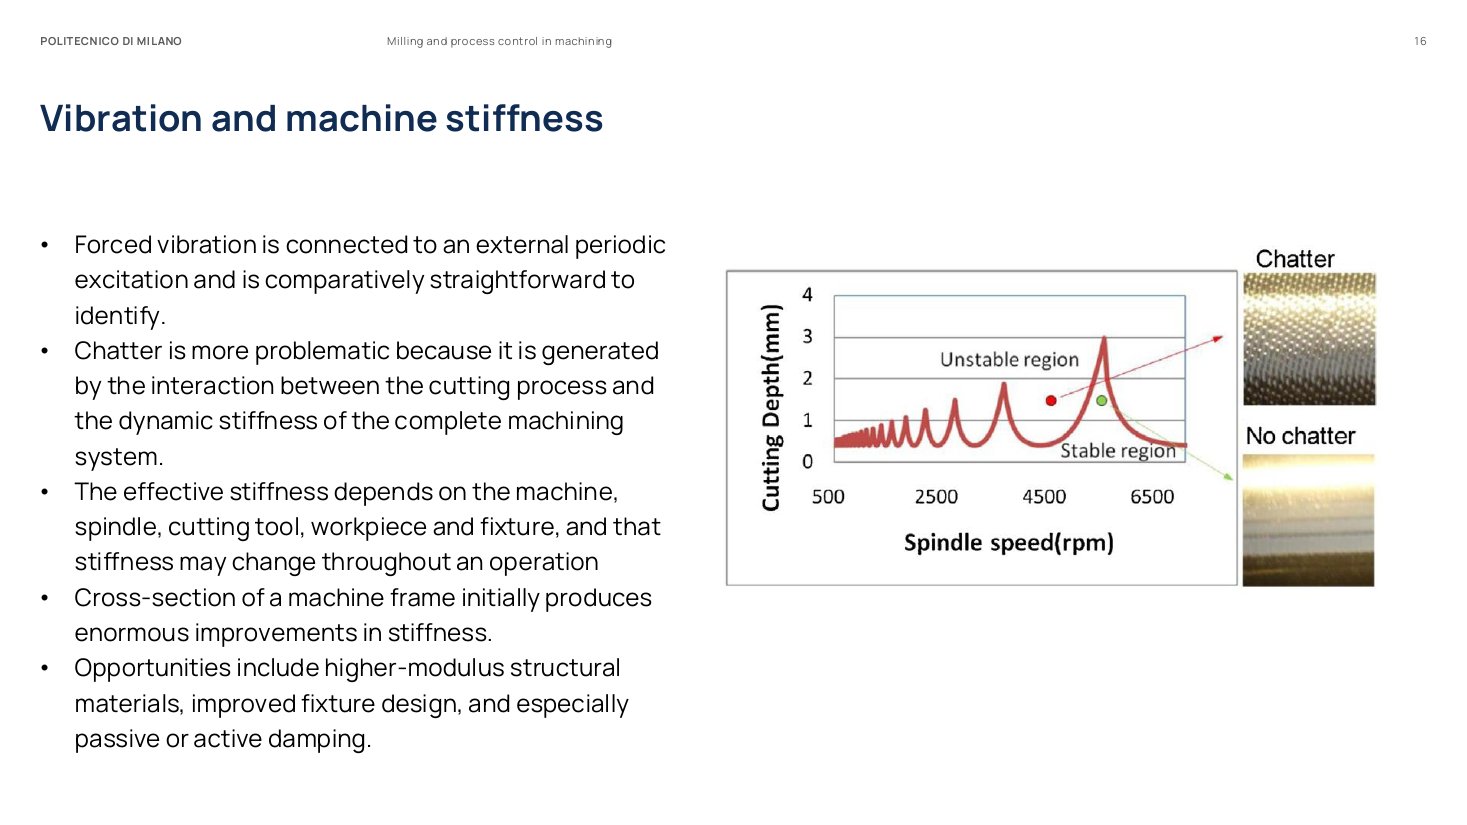 POLITECNICO DI MILANO
Milling and process control in machining
16
Vibration and machine stiffness
• Forced vibration is connected to an external periodic
excitation and is comparatively straightforward to
identify.
• Chatter is more problematic because it is generated
by the interaction between the cutting process and
the dynamic stiffness of the complete machining
system.
• The effective stiffness depends on the machine,
spindle, cutting tool, workpiece and fixture, and that
stiffness may change throughout an operation
• Cross-section of a machine frame initially produces
enormous improvements in stiffness.
• Opportunities include higher-modulus structural
materials, improved fixture design, and especially
passive or active damping.
Cutting Depth(mm)
4
3
2
1
0
Unstable region
Stable region
500 2500 4500 6500
Spindle speed(rpm)
Chatter
No chatter